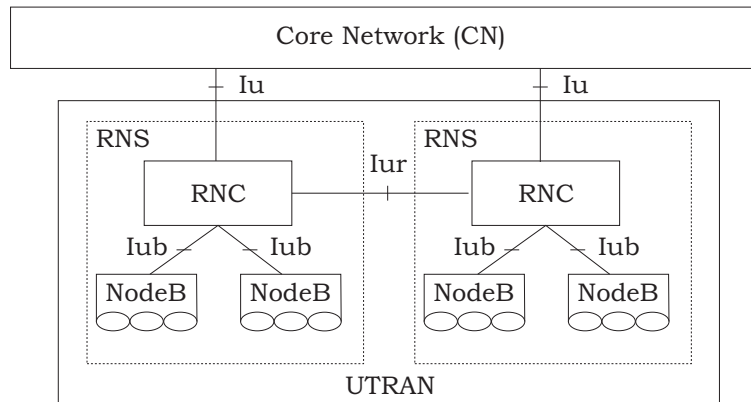 Core Network (CN)
Iu Iu
RNS RNS
Iur
RNC RNC
Iub Iub Iub Iub
NodeB NodeB NodeB NodeB
UTRAN